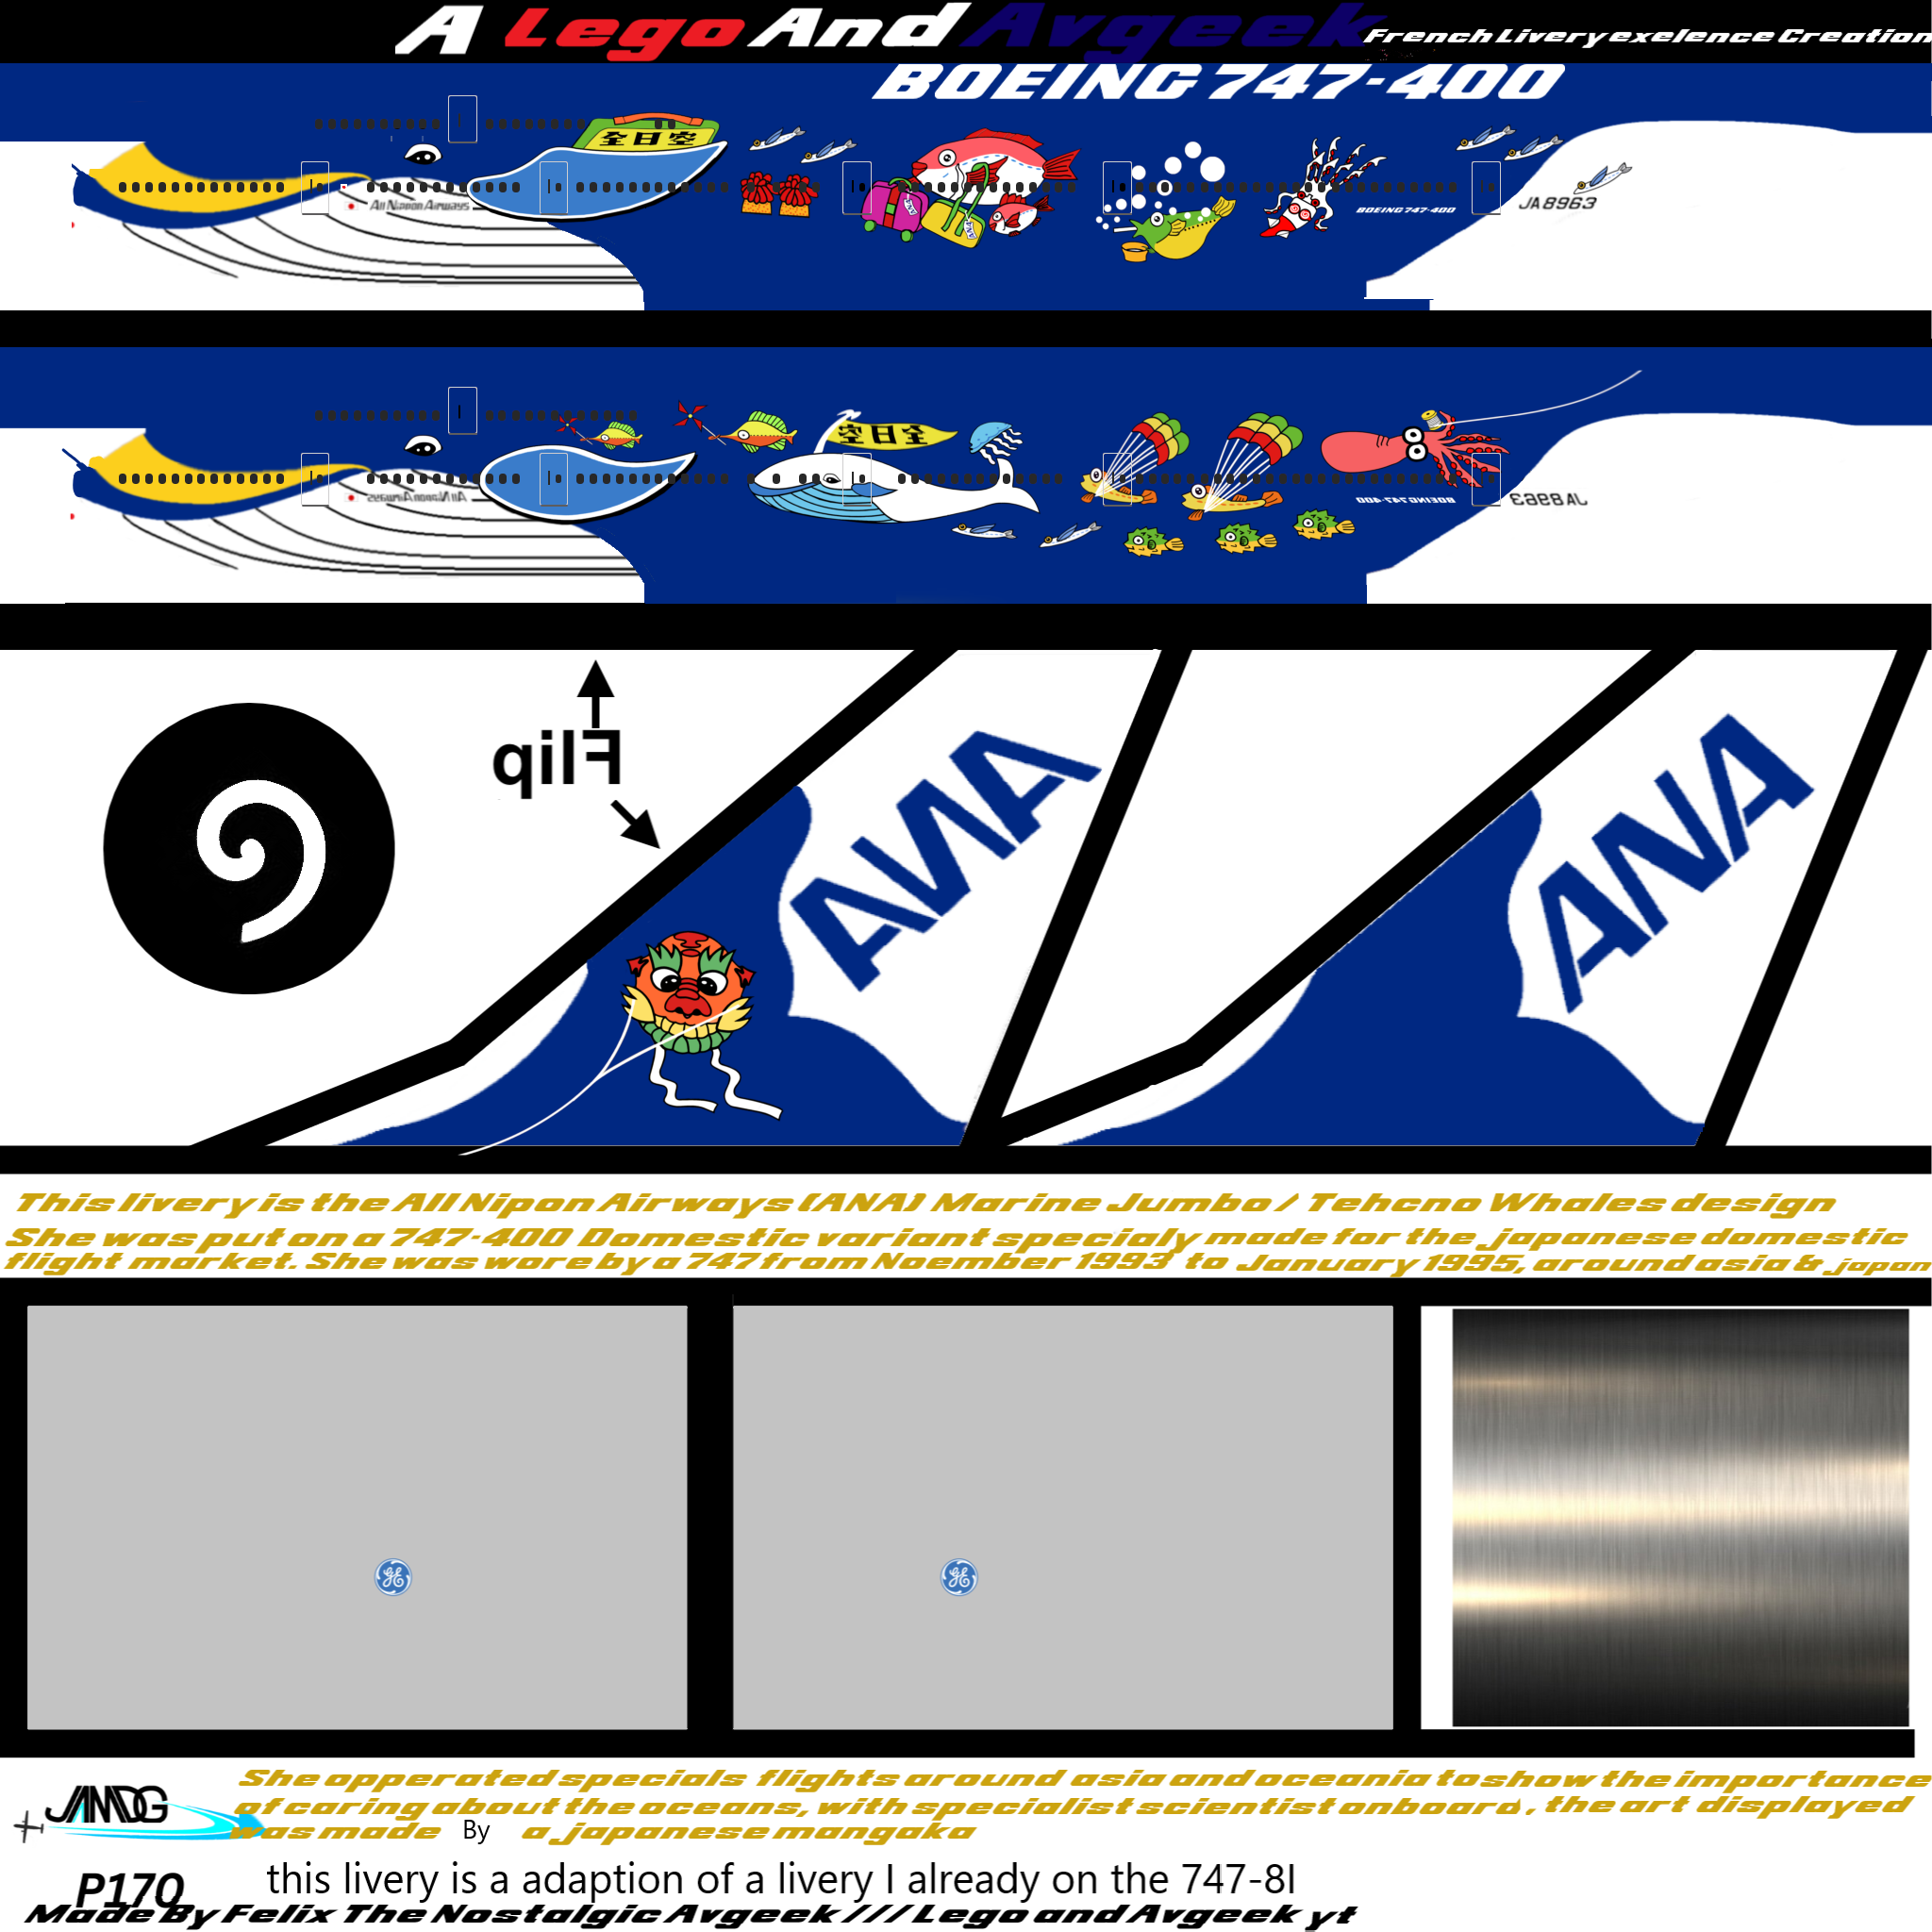 A Lego And Avgeek French Livery exelence Creation
BOEING 747-400
全日空
All Nippon Airways
BOEING 747-400
JA8963
全日空
All Nippon Airways
BOEING 747-400
JA8963
Flip
ANA
ANA
This livery is the All Nipon Airways (ANA) Marine Jumbo / Tehcno Whales design
She was put on a 747-400 Domestic variant specialy made for the japanese domestic
flight market. She was wore by a 747 from Noember 1993 to January 1995, around asia & japan
GE
GE
She opperated specials flights around asia and oceania to show the importance
of caring about the oceans, with specialist scientist onboard, the art displayed
was made By a japanese mangaka
JAMDG
this livery is a adaption of a livery I already on the 747-8I
P170
Made By Felix The Nostalgic Avgeek /// Lego and Avgeek yt